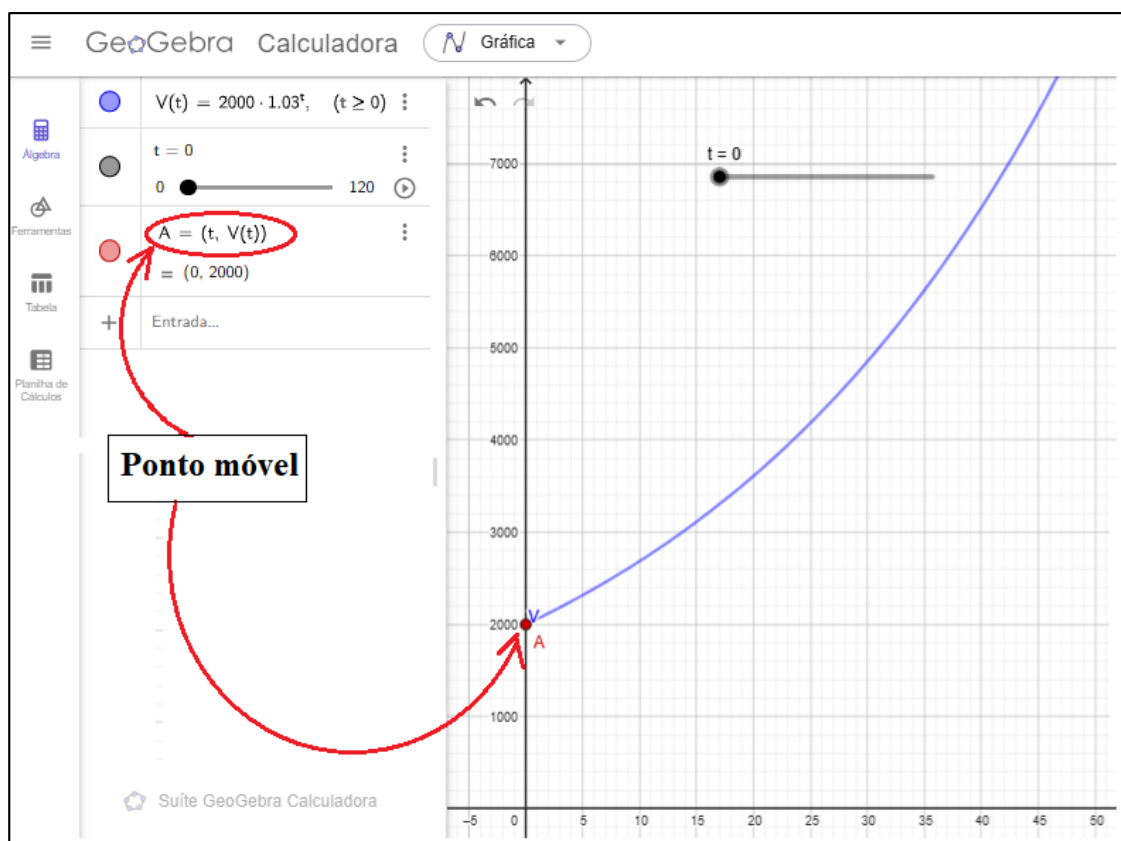 GeoGebra Calculadora Gráfica
Álgebra
Ferramentas
Tabela
Planilha de
Cálculos
V(t) = 2000 · 1.03ᵗ, (t ≥ 0)
t = 0
0 120
A = (t, V(t))
= (0, 2000)
+ Entrada...
Ponto móvel
Suíte GeoGebra Calculadora
t = 0
7000
6000
5000
4000
3000
2000
1000
V
A
−5 0 5 10 15 20 25 30 35 40 45 50